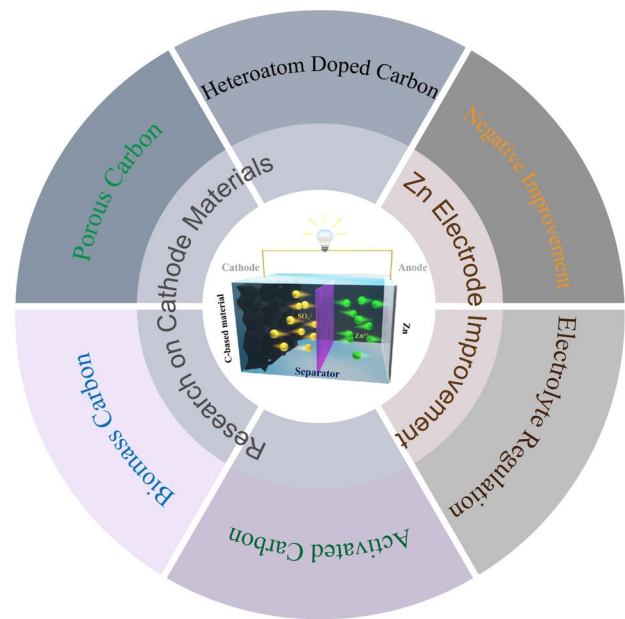 Heteroatom Doped Carbon
Negative Improvement
Electrolyte Regulation
Activated Carbon
Biomass Carbon
Porous Carbon
Research on Cathode Materials
Zn Electrode Improvement
Cathode
Anode
C-based material
SO₄²⁻
Zn²⁺
Zn
Separator